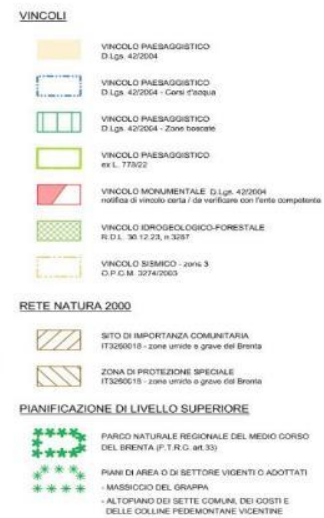 VINCOLI
VINCOLO PAESAGGISTICO
D.Lgs. 42/2004
VINCOLO PAESAGGISTICO
D.Lgs. 42/2004 - Corsi d'acqua
VINCOLO PAESAGGISTICO
D.Lgs. 42/2004 - Zone boscate
VINCOLO PAESAGGISTICO
ex L. 778/22
VINCOLO MONUMENTALE D.Lgs. 42/2004
notifica di vincolo certa / da verificare con l'ente competente
VINCOLO IDROGEOLOGICO-FORESTALE
R.D.L. 30.12.23, n 3267
VINCOLO SISMICO - zona 3
O.P.C.M. 3274/2003
RETE NATURA 2000
SITO DI IMPORTANZA COMUNITARIA
IT3260018 - zone umide e grave del Brenta
ZONA DI PROTEZIONE SPECIALE
IT3260018 - zone umide e grave del Brenta
PIANIFICAZIONE DI LIVELLO SUPERIORE
PARCO NATURALE REGIONALE DEL MEDIO CORSO
DEL BRENTA (P.T.R.C. art.33)
PIANI DI AREA O DI SETTORE VIGENTI O ADOTTATI
- MASSICCIO DEL GRAPPA
- ALTOPIANO DEI SETTE COMUNI, DEI COSTI E
DELLE COLLINE PEDEMONTANE VICENTINE